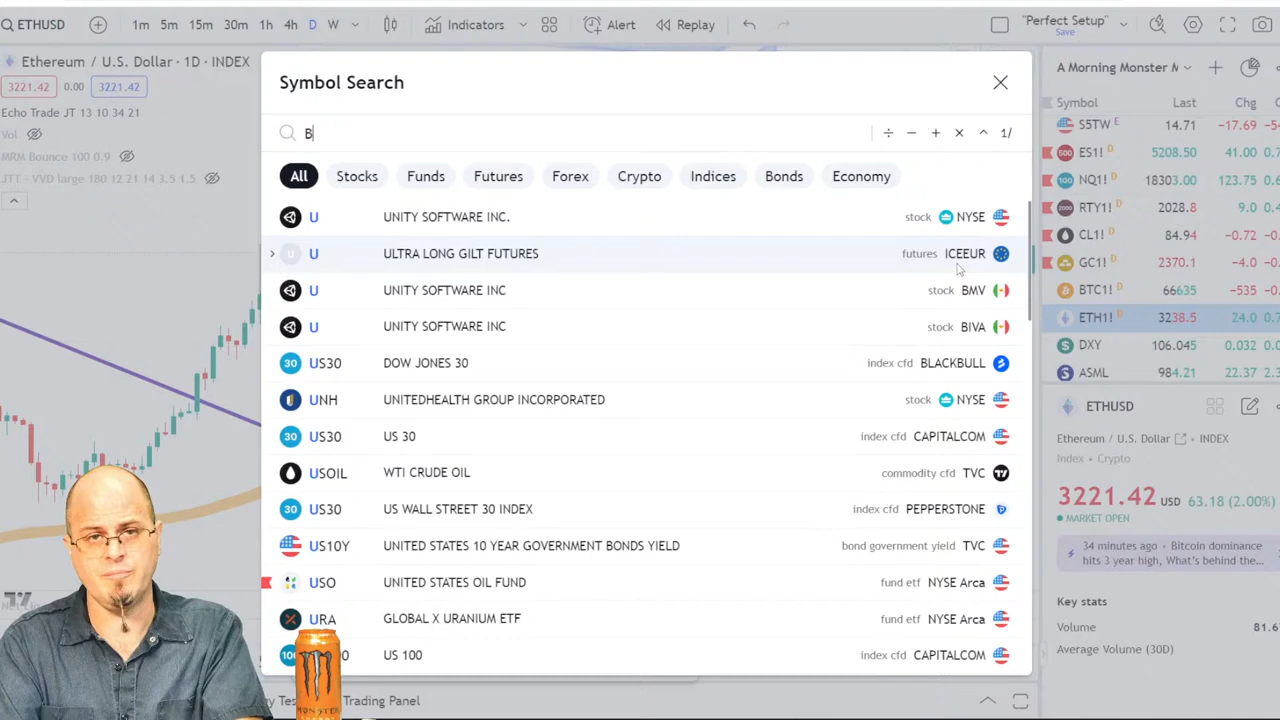 ETHUSD 1m 5m 15m 30m 1h 4h D W Indicators Alert Replay "Perfect Setup"
Save
Ethereum / U.S. Dollar · 1D · INDEX
3221.42 0.00 3221.42
Echo Trade JT 13 10 34 21
Vol
MRM Bounce 100 0.9
JTT - VVD large 180 12 21 14 3.5 1.5
Symbol Search
B
÷ − + × ^ 1/
All Stocks Funds Futures Forex Crypto Indices Bonds Economy
U UNITY SOFTWARE INC. stock NYSE
U ULTRA LONG GILT FUTURES futures ICEEUR
U UNITY SOFTWARE INC stock BMV
U UNITY SOFTWARE INC stock BIVA
30 US30 DOW JONES 30 index cfd BLACKBULL
UNH UNITEDHEALTH GROUP INCORPORATED stock NYSE
30 US30 US 30 index cfd CAPITALCOM
USOIL WTI CRUDE OIL commodity cfd TVC
30 US30 US WALL STREET 30 INDEX index cfd PEPPERSTONE
US10Y UNITED STATES 10 YEAR GOVERNMENT BONDS YIELD bond government yield TVC
USO UNITED STATES OIL FUND fund etf NYSE Arca
URA GLOBAL X URANIUM ETF fund etf NYSE Arca
US 100 index cfd CAPITALCOM
Trading Panel
MONSTER
A Morning Monster M
Symbol Last Chg
S5TW E 14.71 −17.69
ES1! D 5208.50 41.00
NQ1! D 18303.00 123.75
RTY1! D 2028.8 9.0
CL1! D 84.94 −0.72
GC1! D 2370.1 −4.0
BTC1! D 66635 −535
ETH1! D 3238.5 24.0
DXY 106.045 0.032
ASML 984.21 22.37
ETHUSD
Ethereum / U.S. Dollar · INDEX
Index · Crypto
3221.42 USD 63.18 (2.00%)
MARKET OPEN
34 minutes ago · Bitcoin dominance
hits 3 year high, What's behind the...
Key stats
Volume
Average Volume (30D)